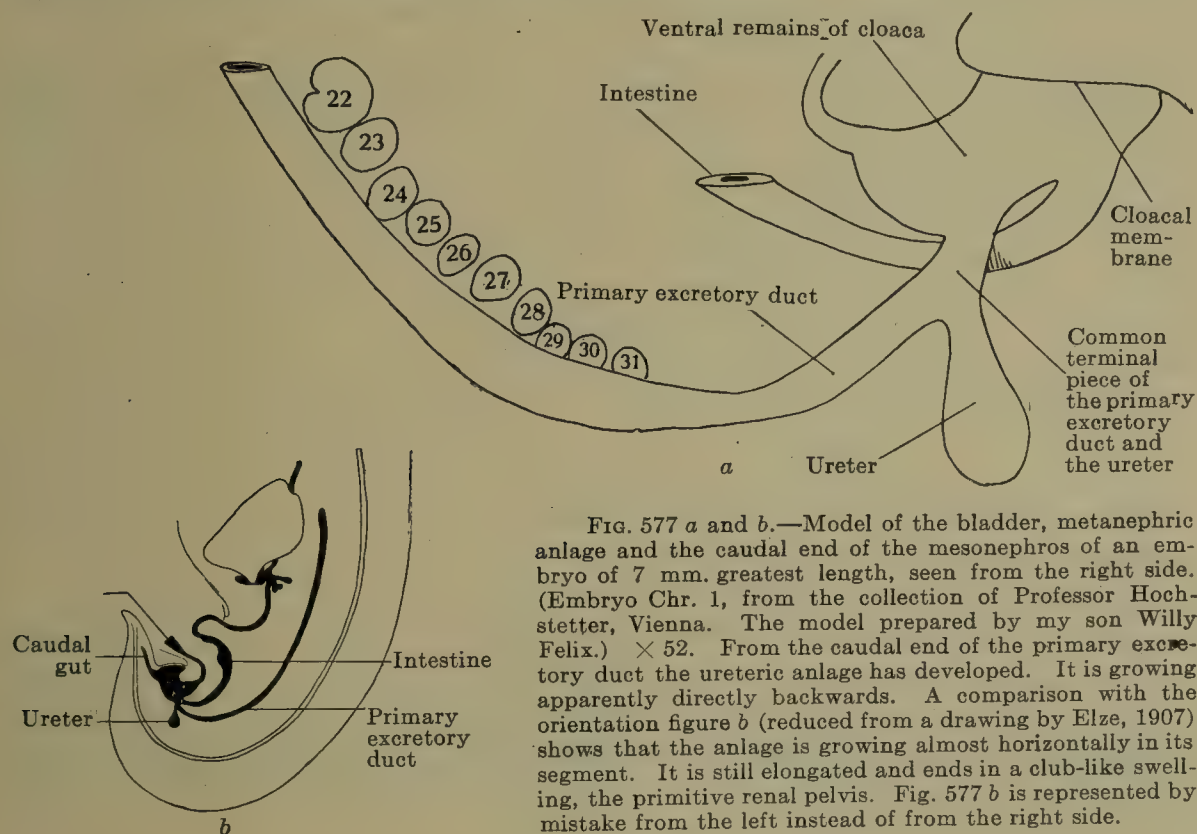 Ventral remains of cloaca
Intestine
22
23
24
25
26
27
28
29
30
31
Cloacal
mem-
brane
Primary excretory duct
Common
terminal
piece of
the primary
excretory
duct and
the ureter
a
Ureter
Caudal
gut
Intestine
Ureter
Primary
excretory
duct
b
FIG. 577 a and b.—Model of the bladder, metanephric
anlage and the caudal end of the mesonephros of an em-
bryo of 7 mm. greatest length, seen from the right side.
(Embryo Chr. 1, from the collection of Professor Hoch-
stetter, Vienna. The model prepared by my son Willy
Felix.) × 52. From the caudal end of the primary excre-
tory duct the ureteric anlage has developed. It is growing
apparently directly backwards. A comparison with the
orientation figure b (reduced from a drawing by Elze, 1907)
shows that the anlage is growing almost horizontally in its
segment. It is still elongated and ends in a club-like swell-
ing, the primitive renal pelvis. Fig. 577 b is represented by
mistake from the left instead of from the right side.